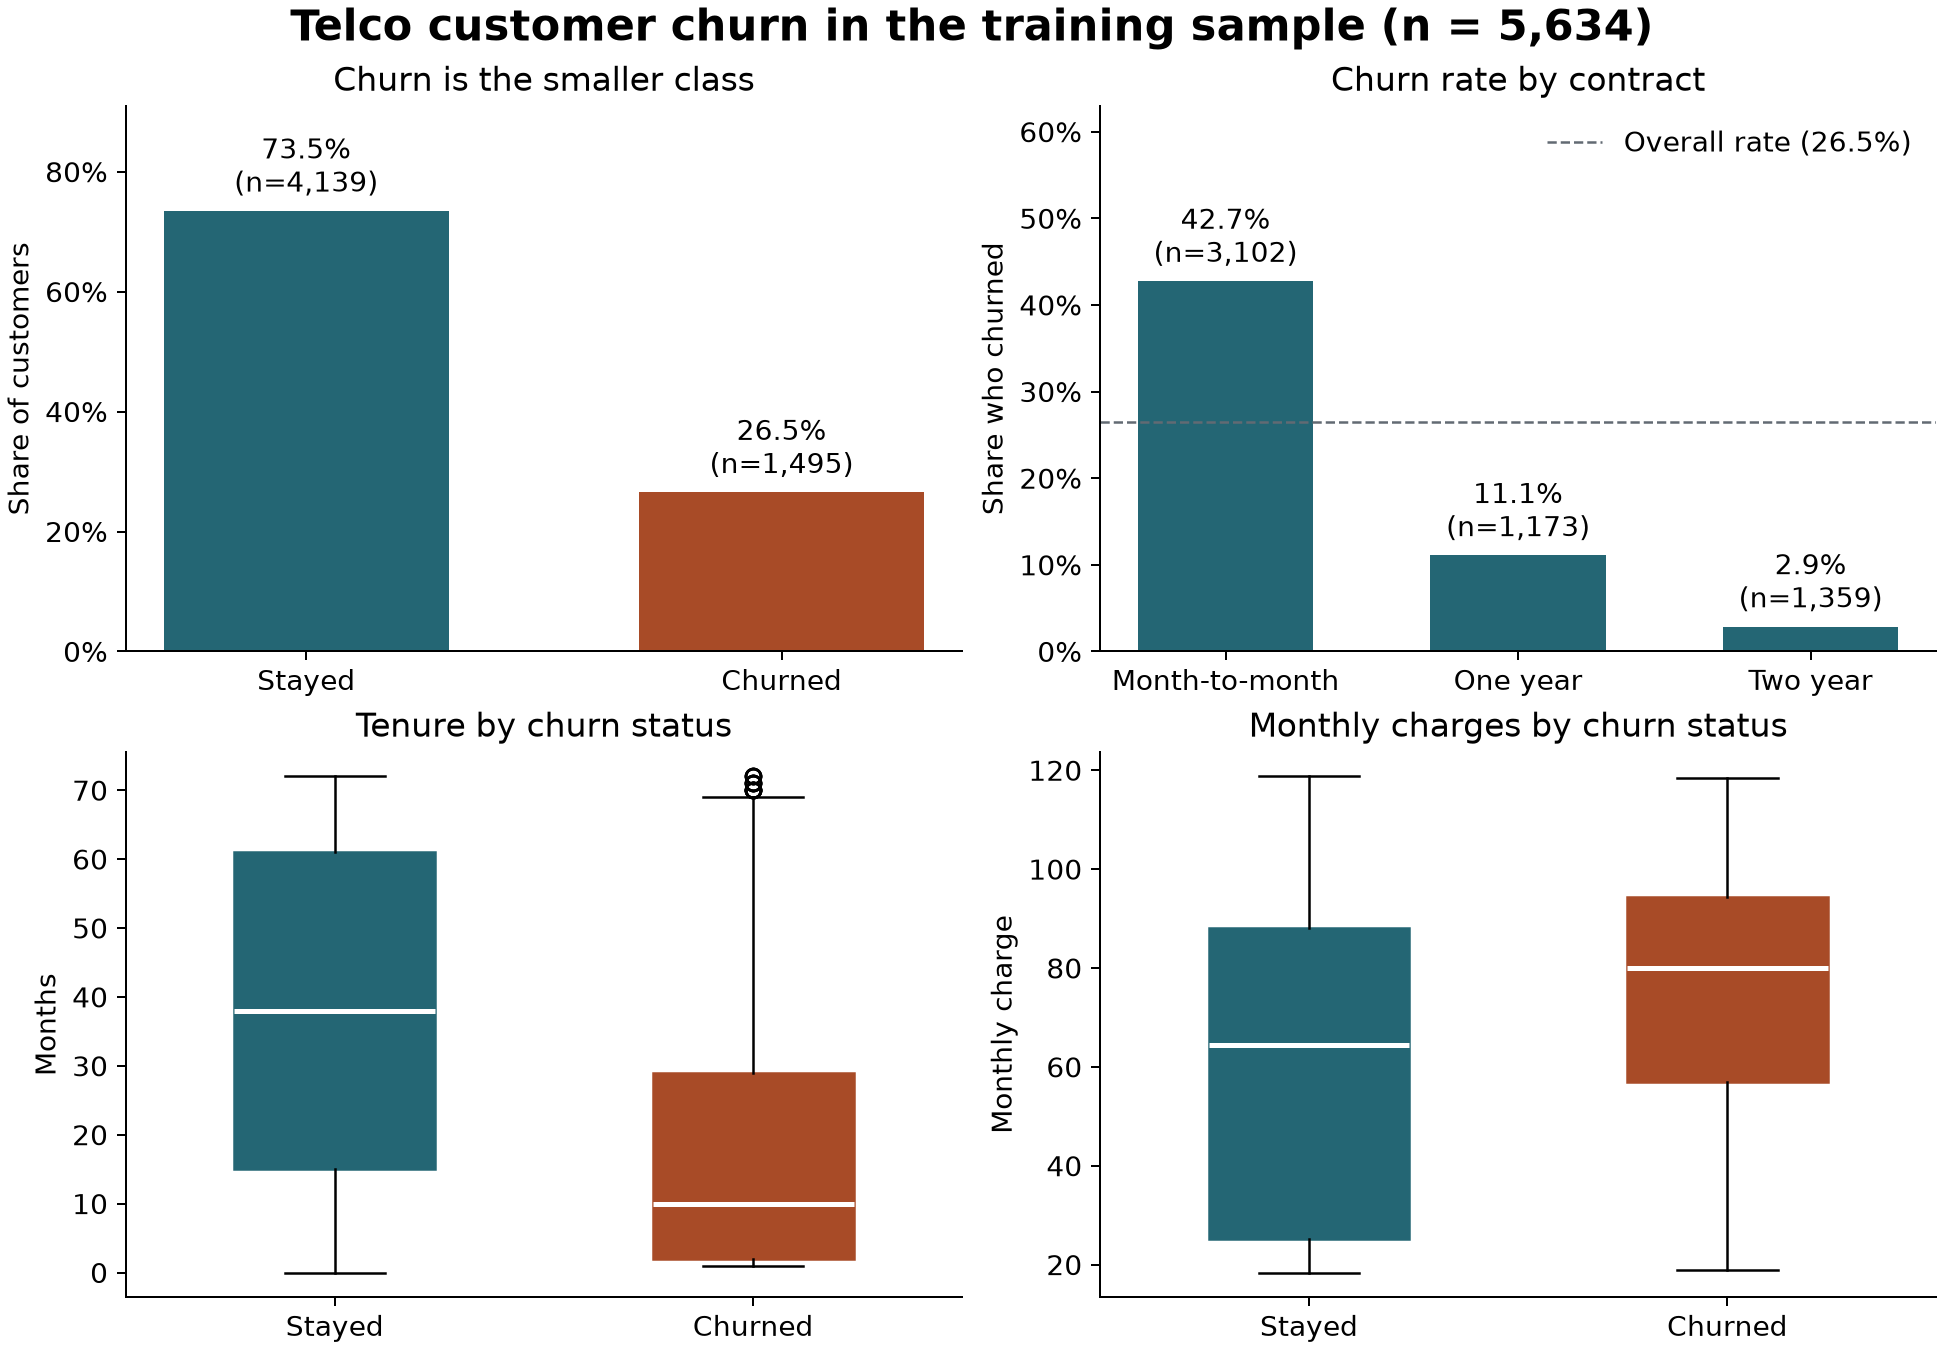 Telco customer churn in the training sample (n = 5,634)
Churn is the smaller class
Share of customers
80%
60%
40%
20%
0%
73.5%
(n=4,139)
26.5%
(n=1,495)
Stayed
Churned
Churn rate by contract
Share who churned
60%
50%
40%
30%
20%
10%
0%
Overall rate (26.5%)
42.7%
(n=3,102)
11.1%
(n=1,173)
2.9%
(n=1,359)
Month-to-month
One year
Two year
Tenure by churn status
Months
70
60
50
40
30
20
10
0
Stayed
Churned
Monthly charges by churn status
Monthly charge
120
100
80
60
40
20
Stayed
Churned